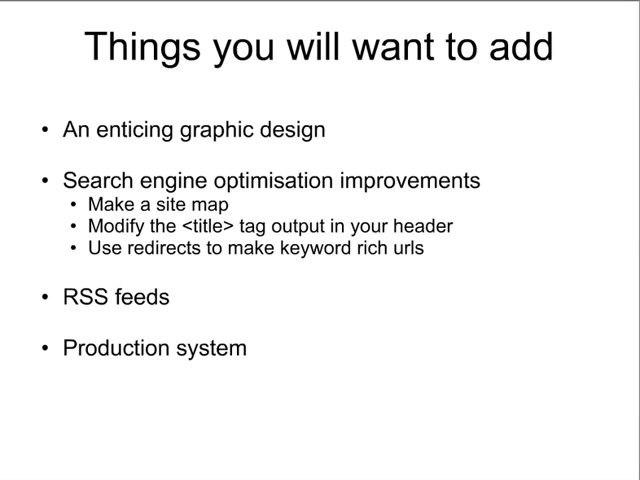 Things you will want to add
• An enticing graphic design
• Search engine optimisation improvements
• Make a site map
• Modify the <title> tag output in your header
• Use redirects to make keyword rich urls
• RSS feeds
• Production system